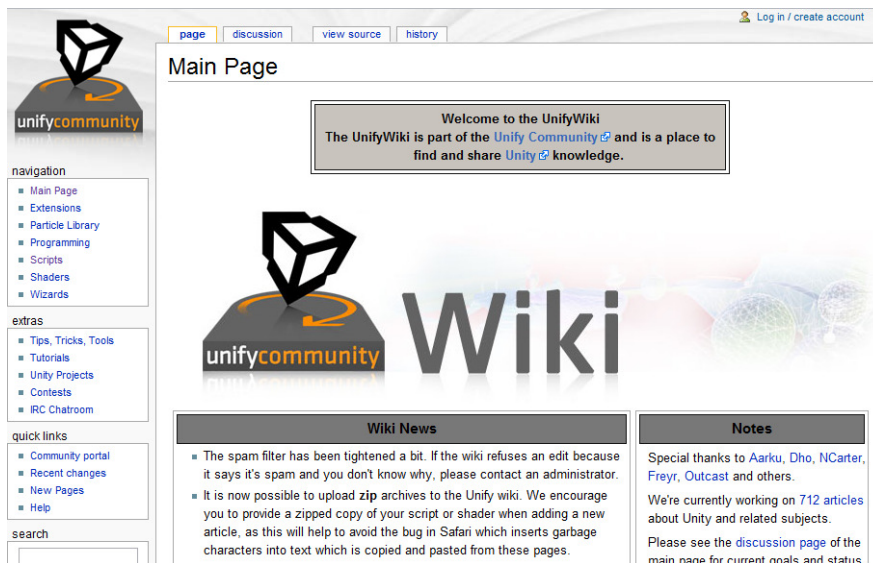 Log in / create account
page discussion view source history
Main Page
unifycommunity
Welcome to the UnifyWiki
The UnifyWiki is part of the Unify Community and is a place to
find and share Unity knowledge.
navigation
Main Page
Extensions
Particle Library
Programming
Scripts
Shaders
Wizards
extras
Tips, Tricks, Tools
Tutorials
Unity Projects
Contests
IRC Chatroom
quick links
Community portal
Recent changes
New Pages
Help
search
unifycommunity
Wiki
Wiki News
The spam filter has been tightened a bit. If the wiki refuses an edit because
it says it's spam and you don't know why, please contact an administrator.
It is now possible to upload zip archives to the Unify wiki. We encourage
you to provide a zipped copy of your script or shader when adding a new
article, as this will help to avoid the bug in Safari which inserts garbage
characters into text which is copied and pasted from these pages.
Notes
Special thanks to Aarku, Dho, NCarter,
Freyr, Outcast and others.
We're currently working on 712 articles
about Unity and related subjects.
Please see the discussion page of the
main page for current goals and status